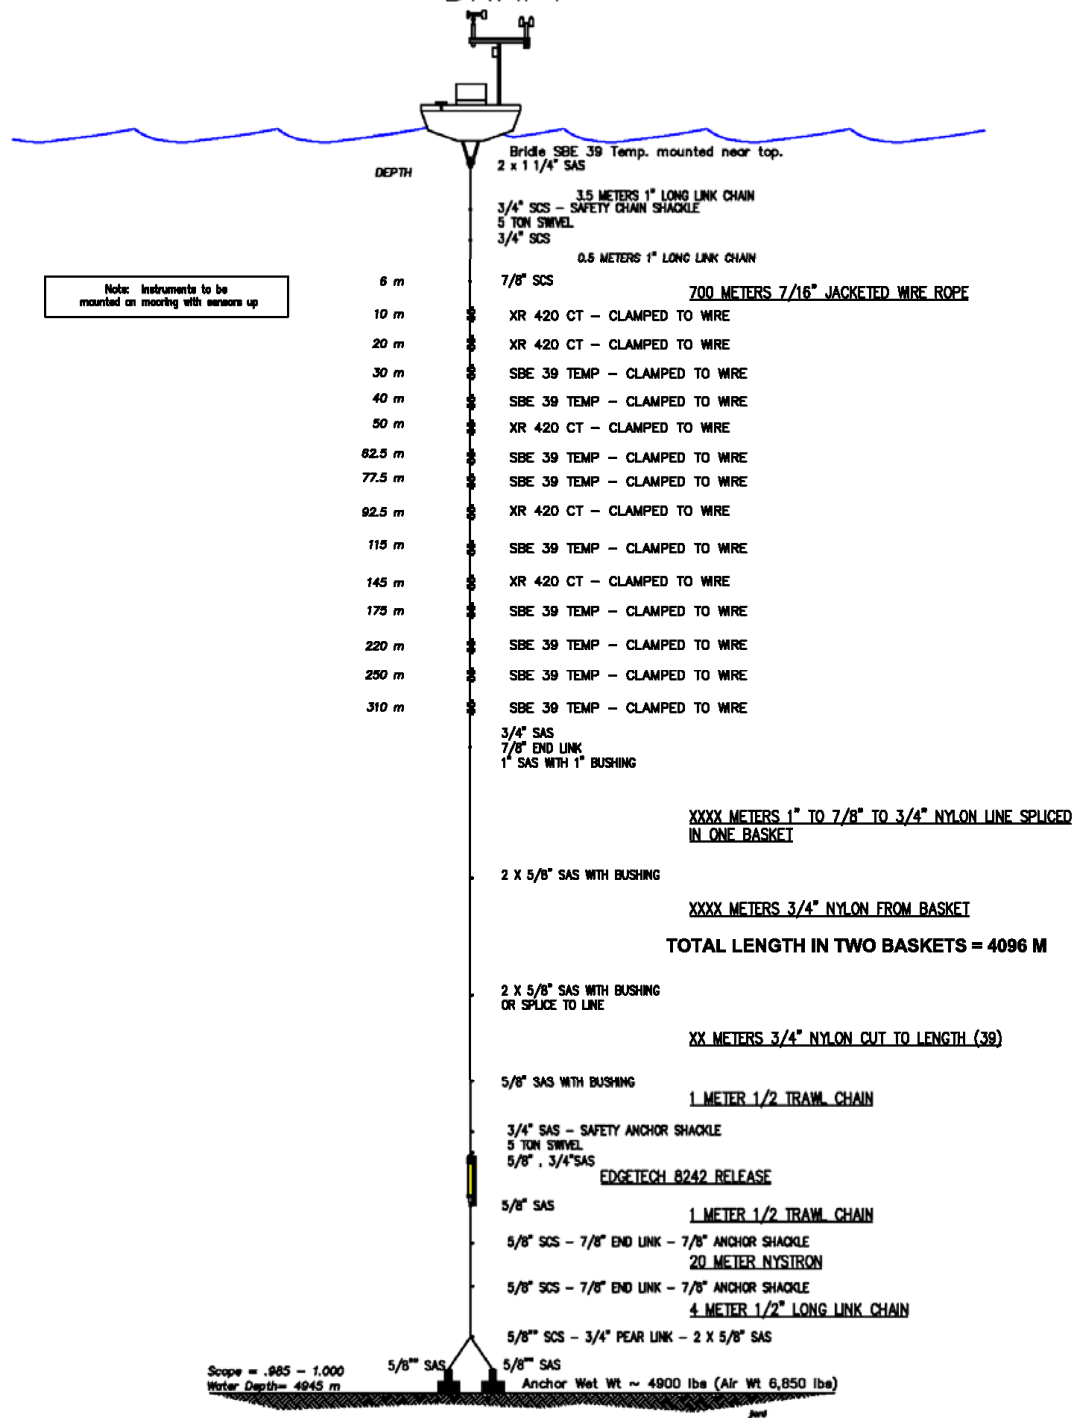 Bridle SBE 39 Temp. mounted near top.
DEPTH
2 x 1 1/4" SAS
3.5 METERS 1" LONG LINK CHAIN
3/4" SCS - SAFETY CHAIN SHACKLE
5 TON SWIVEL
3/4" SCS
0.5 METERS 1" LONG LINK CHAIN
Note: Instruments to be
mounted on mooring with sensors up
6 m 7/8" SCS
700 METERS 7/16" JACKETED WIRE ROPE
10 m XR 420 CT - CLAMPED TO WIRE
20 m XR 420 CT - CLAMPED TO WIRE
30 m SBE 39 TEMP - CLAMPED TO WIRE
40 m SBE 39 TEMP - CLAMPED TO WIRE
50 m XR 420 CT - CLAMPED TO WIRE
62.5 m SBE 39 TEMP - CLAMPED TO WIRE
77.5 m SBE 39 TEMP - CLAMPED TO WIRE
92.5 m XR 420 CT - CLAMPED TO WIRE
115 m SBE 39 TEMP - CLAMPED TO WIRE
145 m XR 420 CT - CLAMPED TO WIRE
175 m SBE 39 TEMP - CLAMPED TO WIRE
220 m SBE 39 TEMP - CLAMPED TO WIRE
250 m SBE 39 TEMP - CLAMPED TO WIRE
310 m SBE 39 TEMP - CLAMPED TO WIRE
3/4" SAS
7/8" END LINK
1" SAS WITH 1" BUSHING
XXXX METERS 1" TO 7/8" TO 3/4" NYLON LINE SPLICED
IN ONE BASKET
2 X 5/8" SAS WITH BUSHING
XXXX METERS 3/4" NYLON FROM BASKET
TOTAL LENGTH IN TWO BASKETS = 4096 M
2 X 5/8" SAS WITH BUSHING
OR SPLICE TO LINE
XX METERS 3/4" NYLON CUT TO LENGTH (39)
5/8" SAS WITH BUSHING
1 METER 1/2 TRAWL CHAIN
3/4" SAS - SAFETY ANCHOR SHACKLE
5 TON SWIVEL
5/8" , 3/4"SAS
EDGETECH 8242 RELEASE
5/8" SAS
1 METER 1/2 TRAWL CHAIN
5/8" SCS - 7/8" END LINK - 7/8" ANCHOR SHACKLE
20 METER NYSTRON
5/8" SCS - 7/8" END LINK - 7/8" ANCHOR SHACKLE
4 METER 1/2" LONG LINK CHAIN
5/8"" SCS - 3/4" PEAR LINK - 2 X 5/8" SAS
5/8"" SAS 5/8"" SAS
Scope = .985 - 1.000
Water Depth= 4945 m
Anchor Wet Wt ~ 4900 lbs (Air Wt 6,850 lbs)